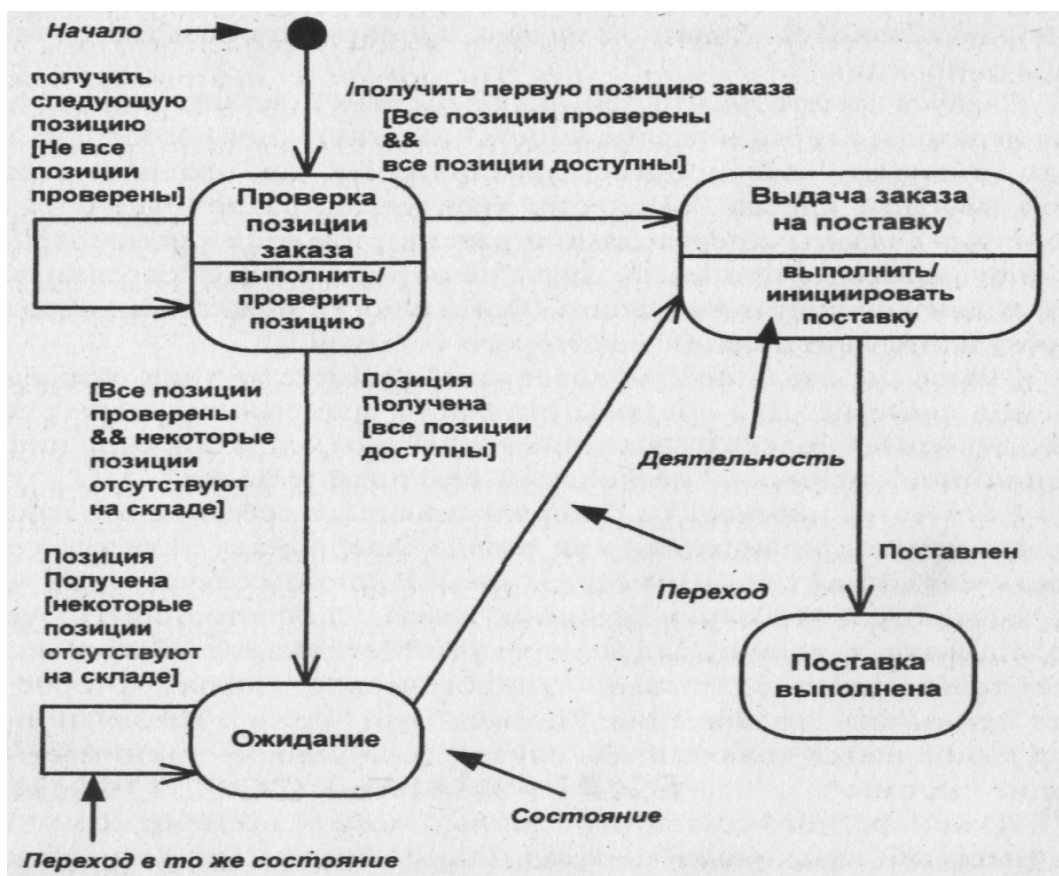 Начало
получить
следующую
позицию
[Не все
позиции
проверены]
/получить первую позицию заказа
[Все позиции проверены
&&
все позиции доступны]
Проверка
позиции
заказа
выполнить/
проверить
позицию
Выдача заказа
на поставку
выполнить/
инициировать
поставку
[Все позиции
проверены
&& некоторые
позиции
отсутствуют
на складе]
Позиция
Получена
[все позиции
доступны]
Деятельность
Переход
Поставлен
Позиция
Получена
[некоторые
позиции
отсутствуют
на складе]
Поставка
выполнена
Ожидание
Состояние
Переход в то же состояние